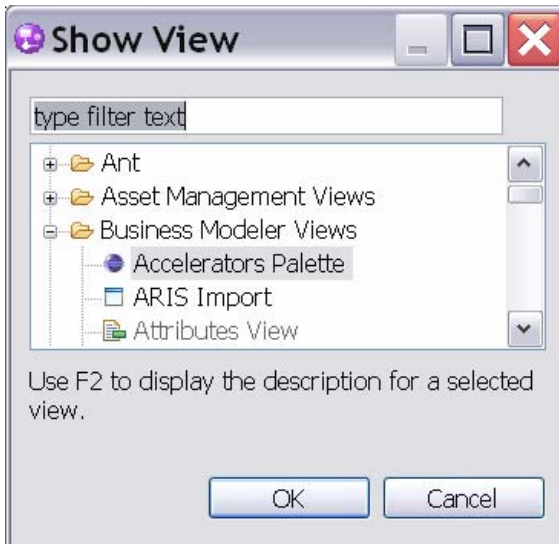 Show View
type filter text
Ant
Asset Management Views
Business Modeler Views
Accelerators Palette
ARIS Import
Attributes View
Use F2 to display the description for a selected
view.
OK
Cancel